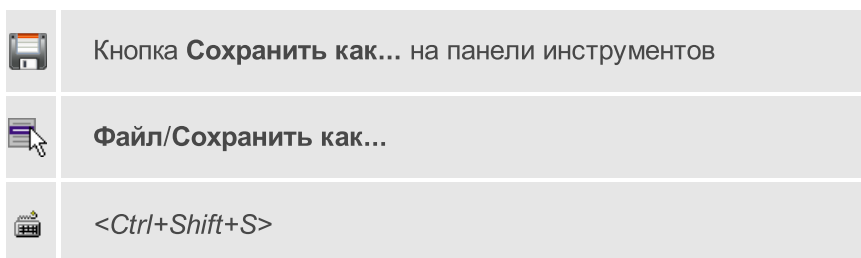 Кнопка Сохранить как... на панели инструментов
Файл/Сохранить как...
<Ctrl+Shift+S>